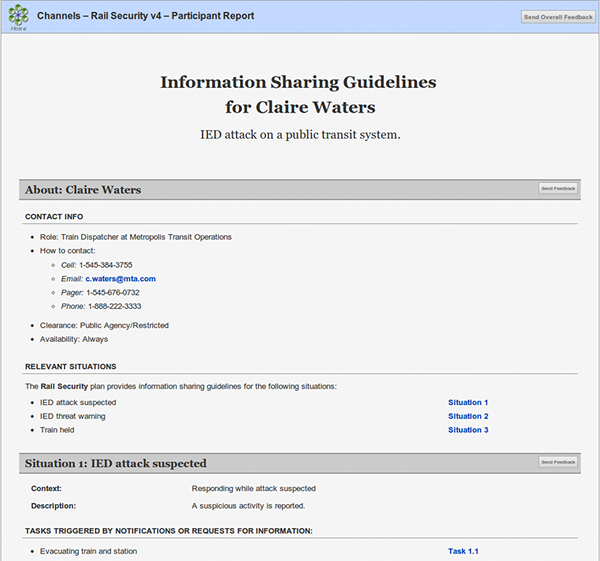 Channels – Rail Security v4 – Participant Report
Send Overall Feedback
Home
Information Sharing Guidelines
for Claire Waters
IED attack on a public transit system.
About: Claire Waters
Send Feedback
CONTACT INFO
Role: Train Dispatcher at Metropolis Transit Operations
How to contact:
Cell: 1-545-384-3755
Email: c.waters@mta.com
Pager: 1-545-676-0732
Phone: 1-888-222-3333
Clearance: Public Agency/Restricted
Availability: Always
RELEVANT SITUATIONS
The Rail Security plan provides information sharing guidelines for the following situations:
IED attack suspected Situation 1
IED threat warning Situation 2
Train held Situation 3
Situation 1: IED attack suspected
Send Feedback
Context: Responding while attack suspected
Description: A suspicious activity is reported.
TASKS TRIGGERED BY NOTIFICATIONS OR REQUESTS FOR INFORMATION:
Evacuating train and station Task 1.1